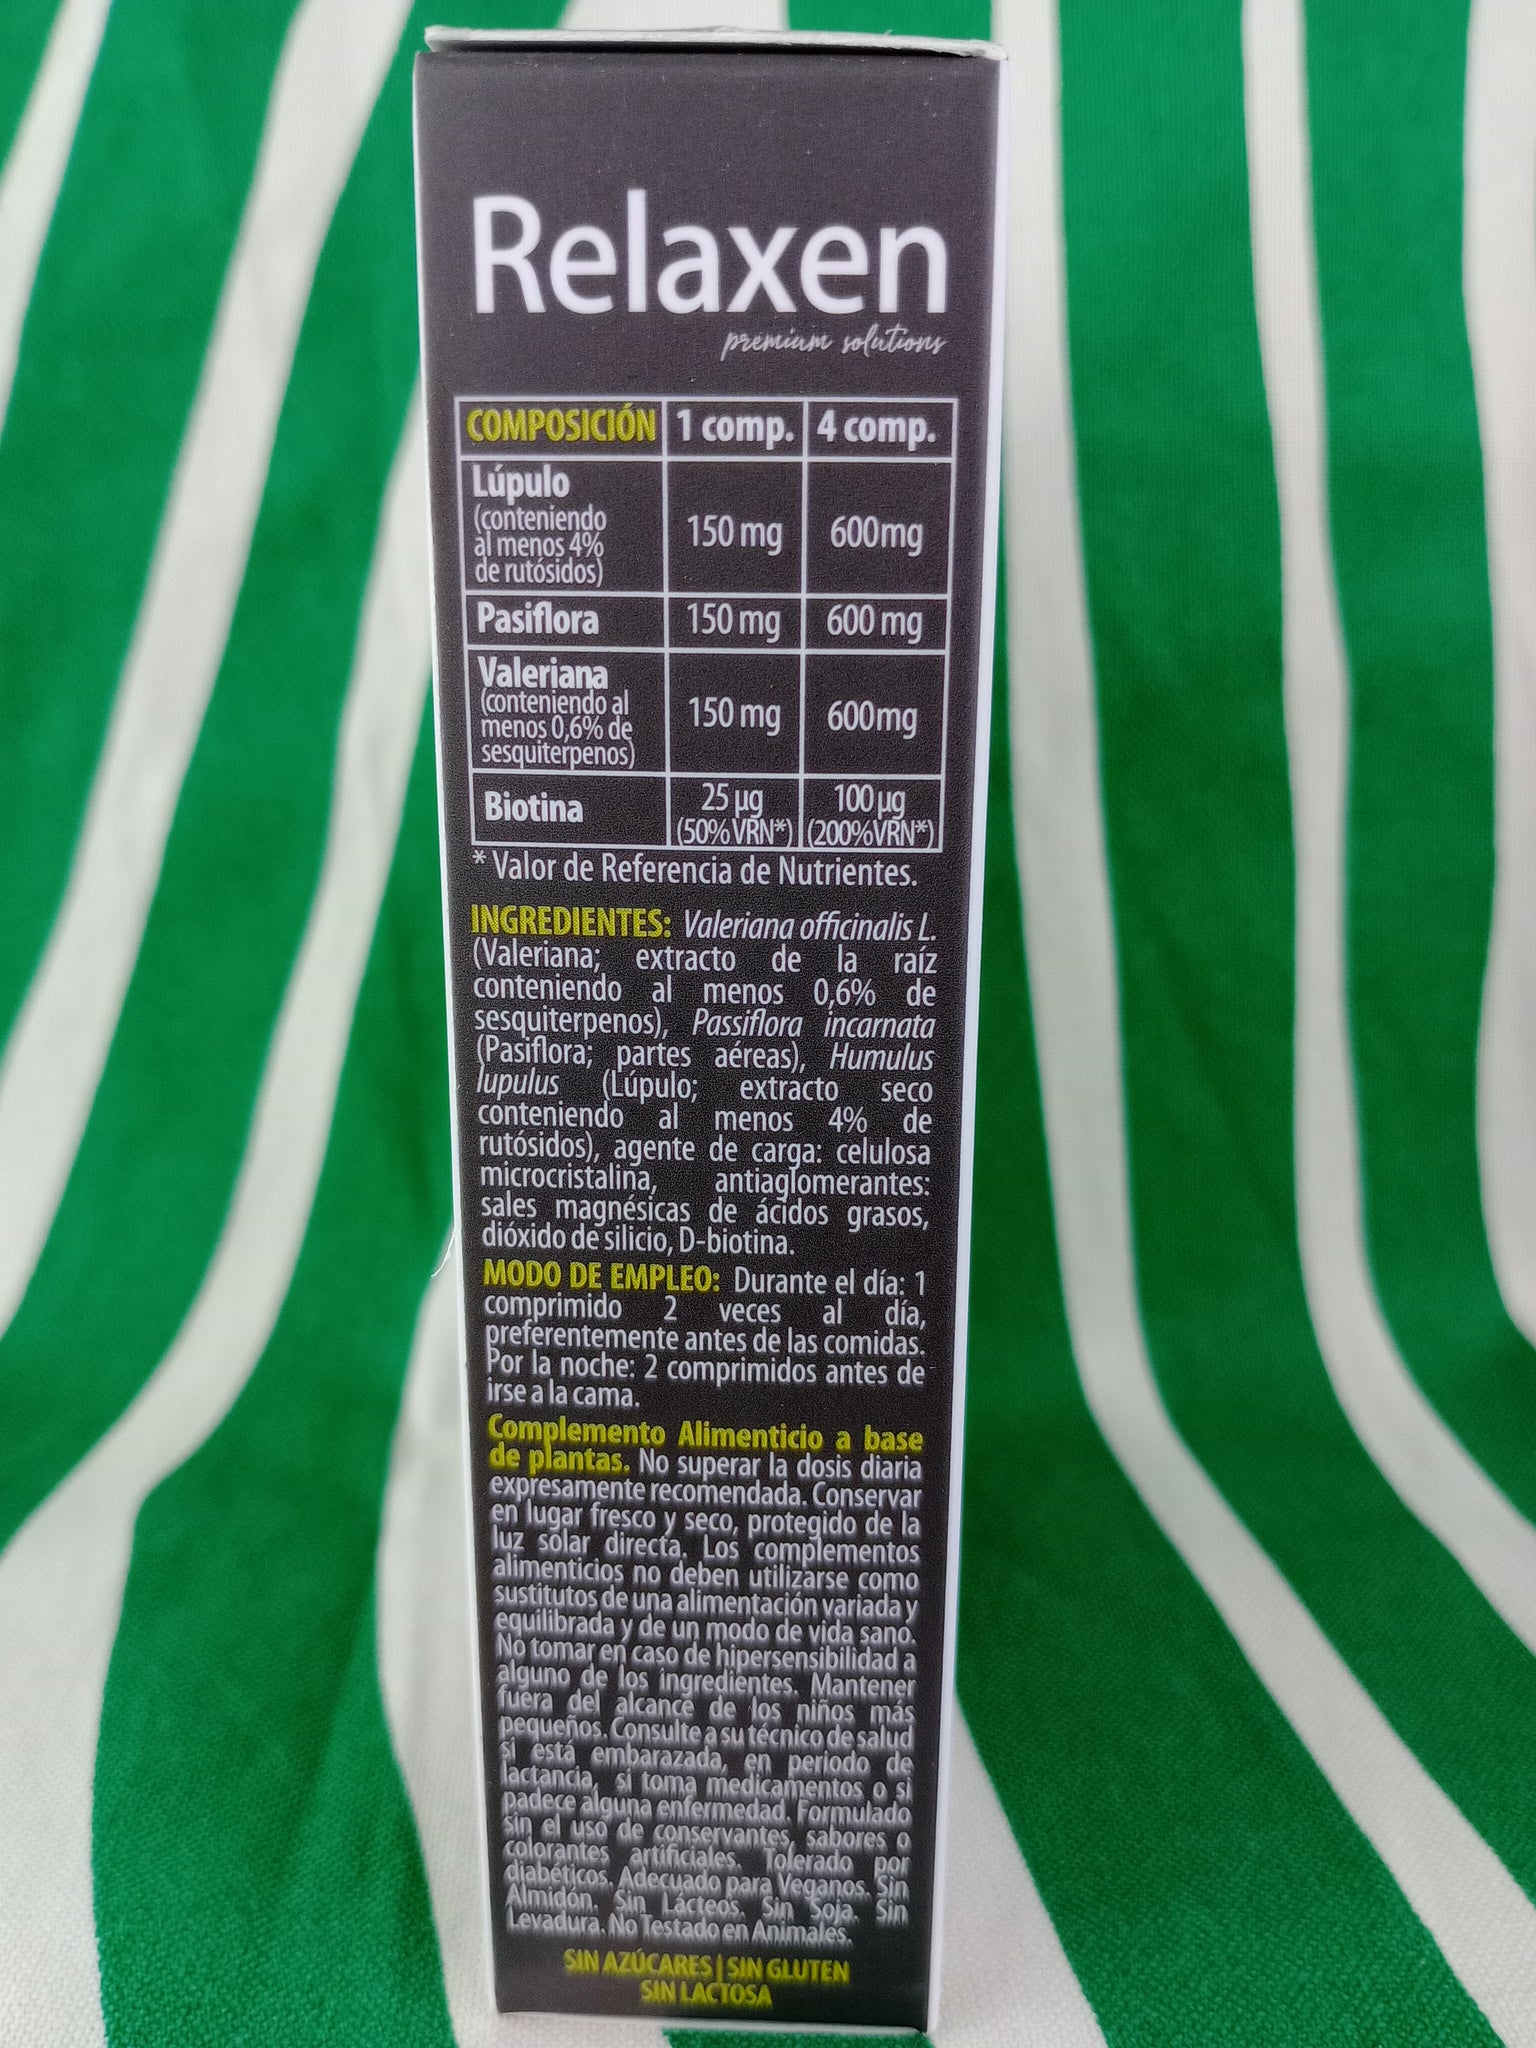 Relaxen
premium solutions
COMPOSICIÓN 1 comp. 4 comp.
Lúpulo
(conteniendo
al menos 4%
de rutósidos)
150 mg 600mg
Pasiflora 150 mg 600 mg
Valeriana
(conteniendo al
menos 0,6% de
sesquiterpenos)
150 mg 600mg
Biotina
25 µg 100 µg
(50% VRN*) (200%VRN*)
* Valor de Referencia de Nutrientes.
INGREDIENTES: Valeriana officinalis L.
(Valeriana; extracto de la raíz
conteniendo al menos 0,6% de
sesquiterpenos), Passiflora incarnata
(Pasiflora; partes aéreas), Humulus
lupulus (Lúpulo; extracto seco
conteniendo al menos 4% de
rutósidos), agente de carga: celulosa
microcristalina, antiaglomerantes:
sales magnésicas de ácidos grasos,
dióxido de silicio, D-biotina.
MODO DE EMPLEO: Durante el día: 1
comprimido 2 veces al día,
preferentemente antes de las comidas.
Por la noche: 2 comprimidos antes de
irse a la cama.
Complemento Alimenticio a base
de plantas. No superar la dosis diaria
expresamente recomendada. Conservar
en lugar fresco y seco, protegido de la
luz solar directa. Los complementos
alimenticios no deben utilizarse como
sustitutos de una alimentación variada y
equilibrada y de un modo de vida sano.
No tomar en caso de hipersensibilidad a
alguno de los ingredientes. Mantener
fuera del alcance de los niños más
pequeños. Consulte a su técnico de salud
si está embarazada, en periodo de
lactancia, si toma medicamentos o si
padece alguna enfermedad. Formulado
sin el uso de conservantes, sabores o
colorantes artificiales. Tolerado por
diabéticos. Adecuado para Veganos. Sin
Almidón. Sin Lácteos. Sin Soja. Sin
Levadura. No Testado en Animales.
SIN AZÚCARES | SIN GLUTEN
SIN LACTOSA